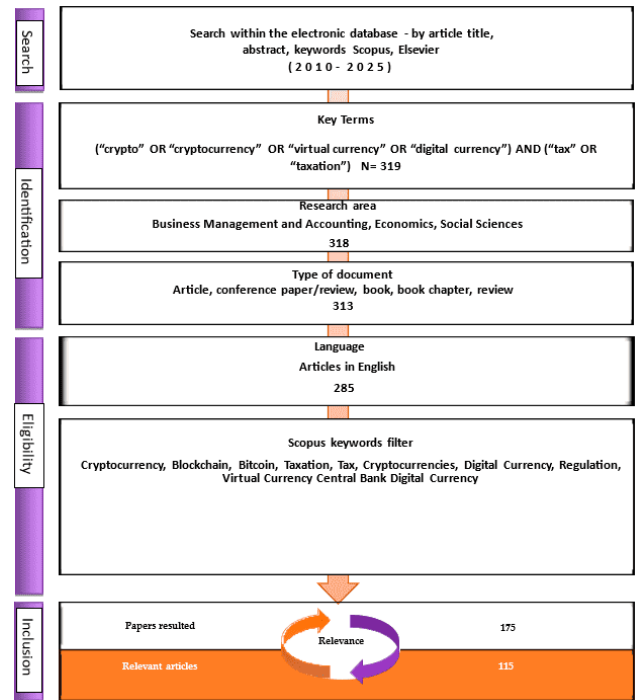 Search
Search within the electronic database - by article title,
abstract, keywords Scopus, Elsevier
( 2 0 1 0 - 2 0 2 5 )
Identification
Key Terms
(“crypto” OR “cryptocurrency” OR “virtual currency” OR “digital currency”) AND (“tax” OR
“taxation”) N= 319
Research area
Business Management and Accounting, Economics, Social Sciences
318
Type of document
Article, conference paper/review, book, book chapter, review
313
Eligibility
Language
Articles in English
285
Scopus keywords filter
Cryptocurrency, Blockchain, Bitcoin, Taxation, Tax, Cryptocurrencies, Digital Currency, Regulation,
Virtual Currency Central Bank Digital Currency
Inclusion
Papers resulted
175
Relevance
Relevant articles
115